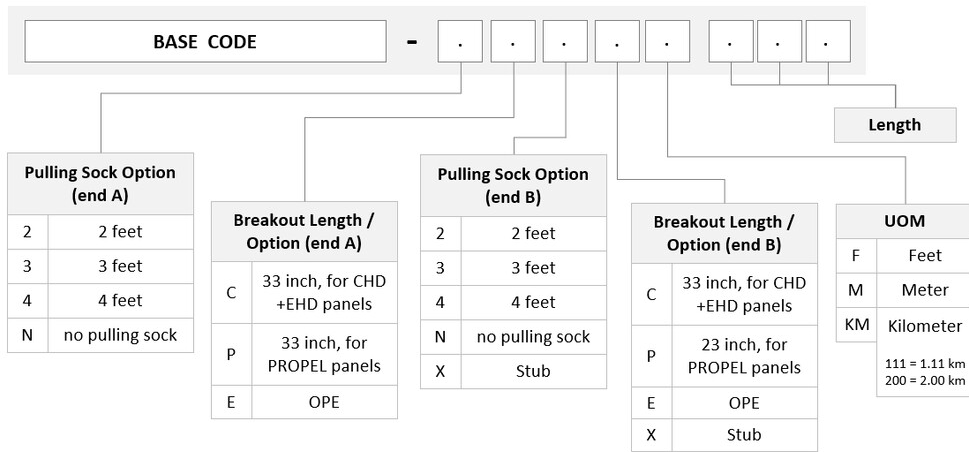 BASE CODE - . . . . . . . .
Length
Pulling Sock Option
(end A)
2 2 feet
3 3 feet
4 4 feet
N no pulling sock
Breakout Length /
Option (end A)
C 33 inch, for CHD
+EHD panels
P 33 inch, for
PROPEL panels
E OPE
Pulling Sock Option
(end B)
2 2 feet
3 3 feet
4 4 feet
N no pulling sock
X Stub
Breakout Length /
Option (end B)
C 33 inch, for CHD
+EHD panels
P 23 inch, for
PROPEL panels
E OPE
X Stub
UOM
F Feet
M Meter
KM Kilometer
111 = 1.11 km
200 = 2.00 km